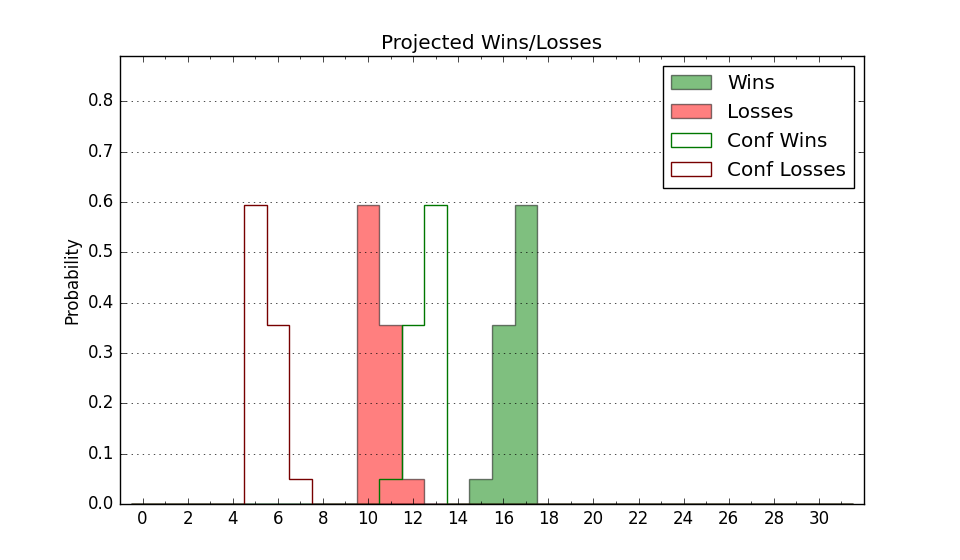 Projected Wins/Losses
Wins
Losses
Conf Wins
Conf Losses
Probability
0.8
0.7
0.6
0.5
0.4
0.3
0.2
0.1
0.0
0 2 4 6 8 10 12 14 16 18 20 22 24 26 28 30